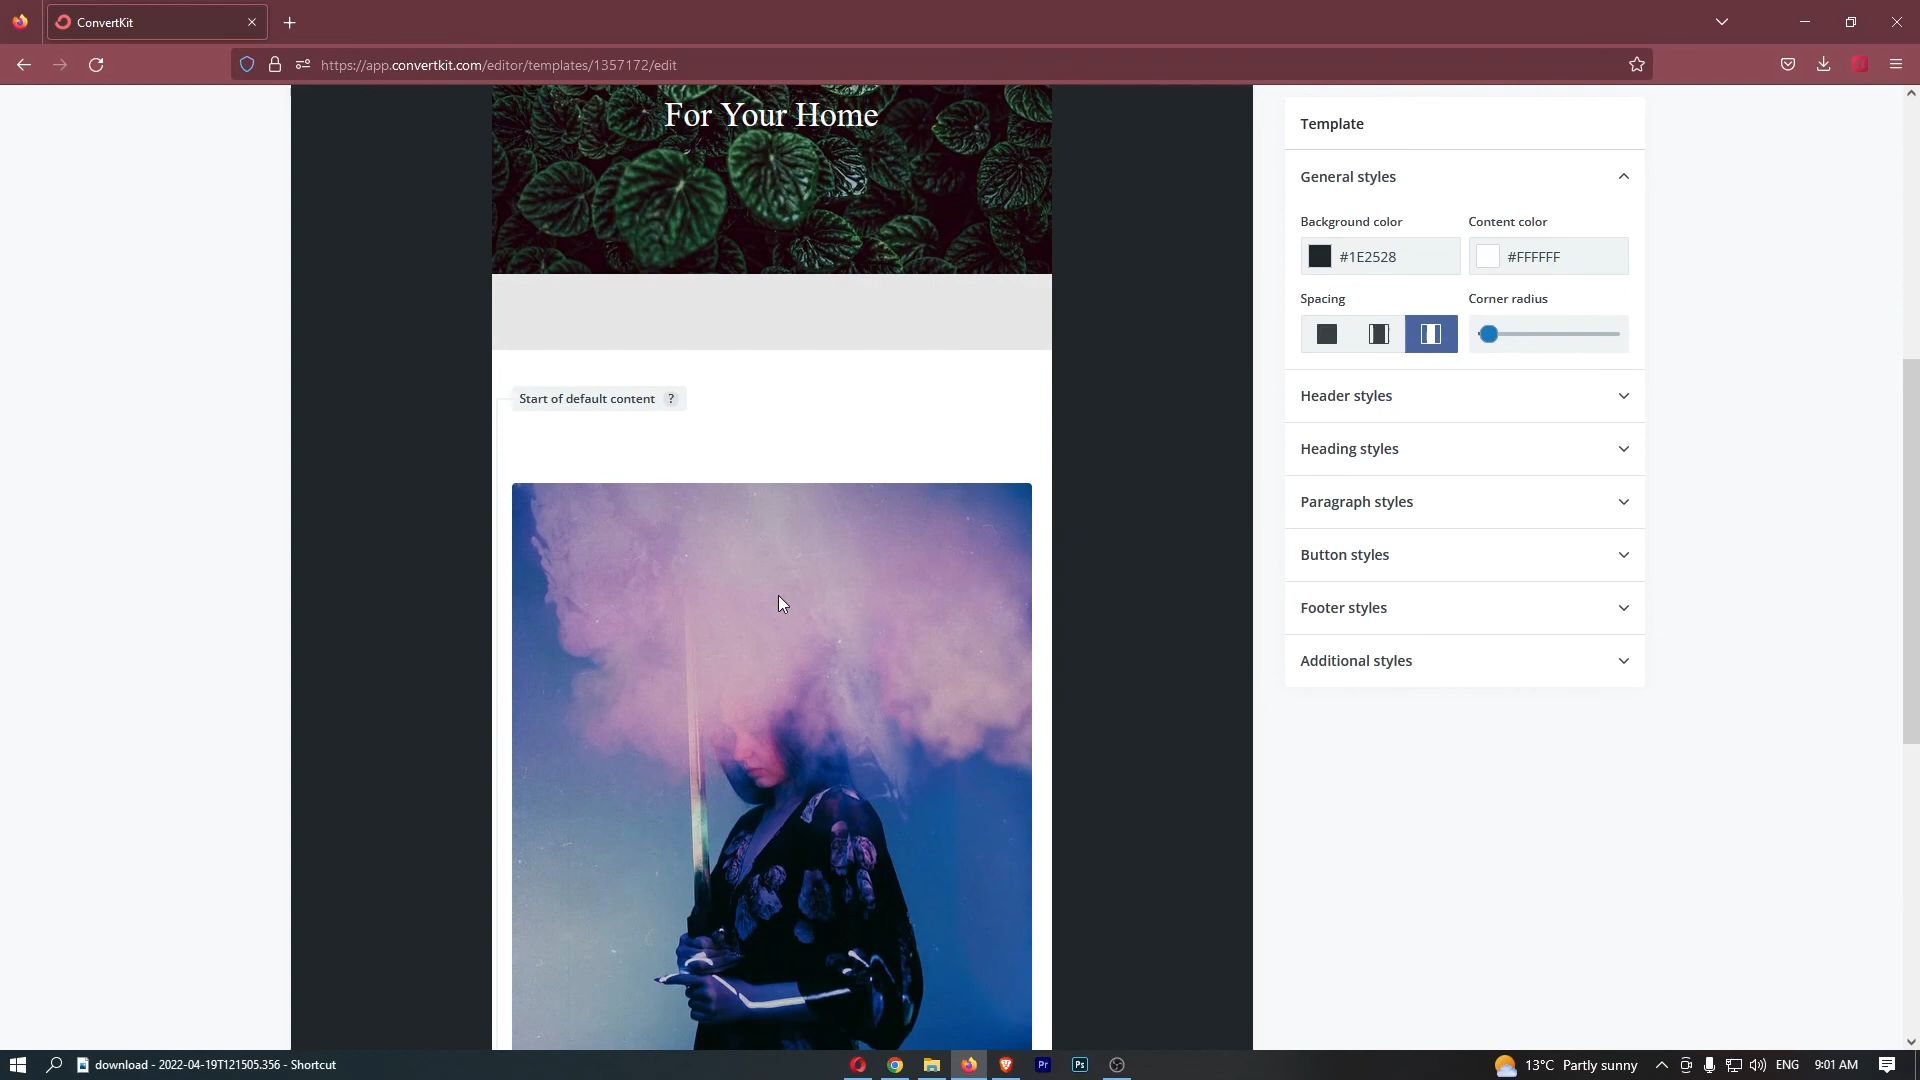 ConvertKit
https://app.convertkit.com/editor/templates/1357172/edit
For Your Home
Start of default content ?
Template
General styles
Background color Content color
#1E2528 #FFFFFF
Spacing Corner radius
Header styles
Heading styles
Paragraph styles
Button styles
Footer styles
Additional styles
download - 2022-04-19T121505.356 - Shortcut
Pr
Ps
13°C Partly sunny
ENG
9:01 AM